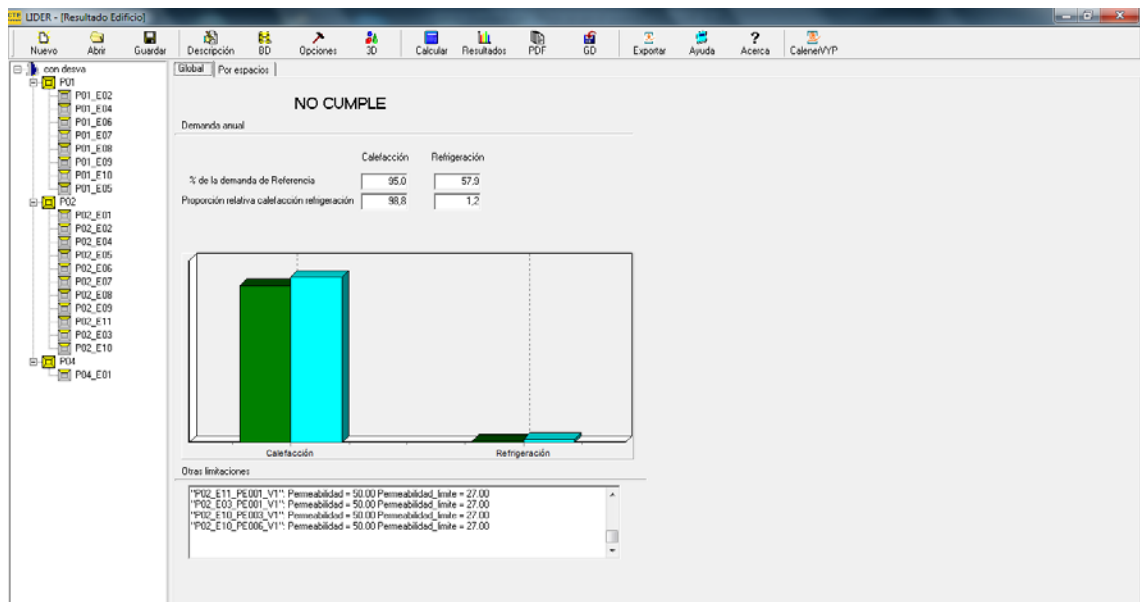 CTE LIDER - [Resultado Edificio]
Nuevo Abrir Guardar Descripción BD Opciones 3D Calcular Resultados PDF GD Exportar Ayuda Acerca CalenerVYP
con desva
P01
P01_E02
P01_E04
P01_E06
P01_E07
P01_E08
P01_E09
P01_E10
P01_E05
P02
P02_E01
P02_E02
P02_E04
P02_E05
P02_E06
P02_E07
P02_E08
P02_E09
P02_E11
P02_E03
P02_E10
P04
P04_E01
Global Por espacios
NO CUMPLE
Demanda anual
Calefacción Refrigeración
% de la demanda de Referencia 95.0 57.9
Proporción relativa calefacción refrigeración 98,8 1,2
Calefacción Refrigeración
Otras limitaciones
"P02_E11_PE001_V1": Permeabilidad = 50.00 Permeabilidad_limite = 27.00
"P02_E03_PE001_V1": Permeabilidad = 50.00 Permeabilidad_limite = 27.00
"P02_E10_PE003_V1": Permeabilidad = 50.00 Permeabilidad_limite = 27.00
"P02_E10_PE006_V1": Permeabilidad = 50.00 Permeabilidad_limite = 27.00